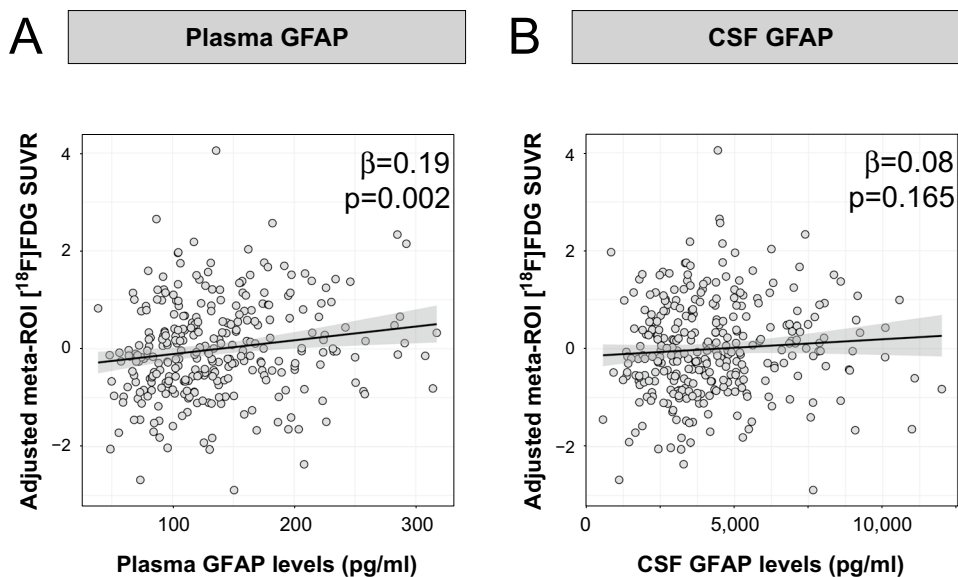 A
Plasma GFAP
B
CSF GFAP
Adjusted meta-ROI [¹⁸F]FDG SUVR
4
2
0
−2
β=0.19
p=0.002
100
200
300
Plasma GFAP levels (pg/ml)
Adjusted meta-ROI [¹⁸F]FDG SUVR
4
2
0
−2
β=0.08
p=0.165
0
5,000
10,000
CSF GFAP levels (pg/ml)